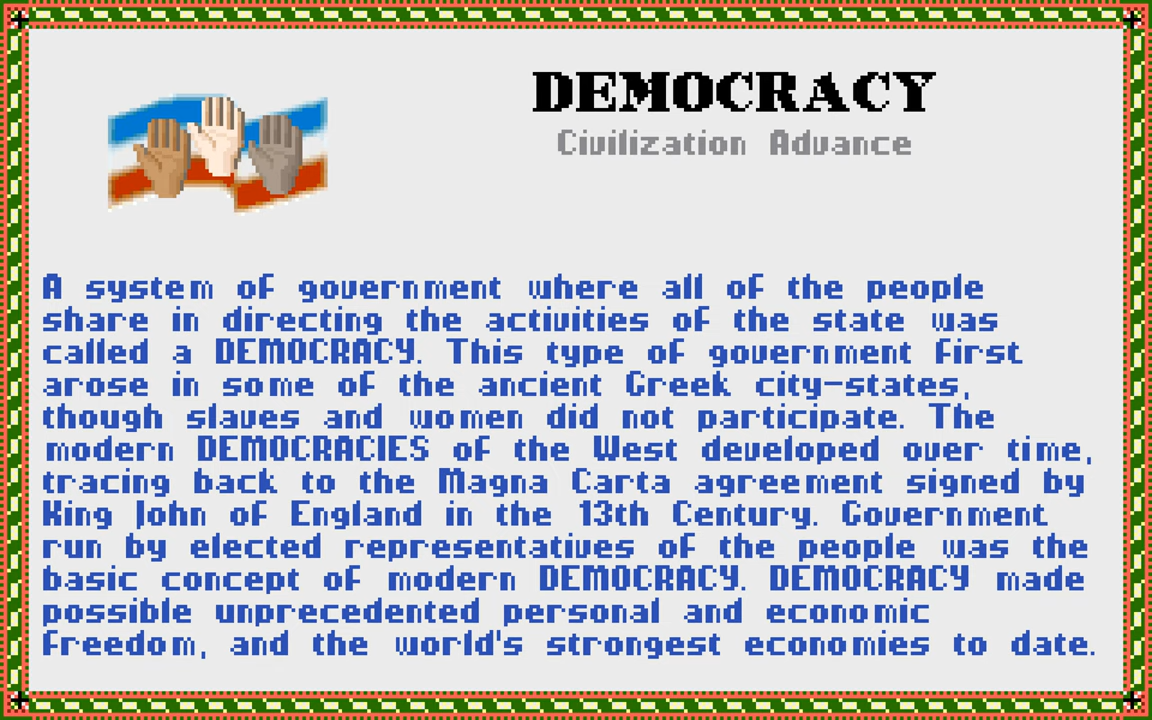 DEMOCRACY
Civilization Advance
A system of government where all of the people
share in directing the activities of the state was
called a DEMOCRACY. This type of government first
arose in some of the ancient Greek city-states,
though slaves and women did not participate. The
modern DEMOCRACIES of the West developed over time,
tracing back to the Magna Carta agreement signed by
King John of England in the 13th Century. Government
run by elected representatives of the people was the
basic concept of modern DEMOCRACY. DEMOCRACY made
possible unprecedented personal and economic
freedom, and the world's strongest economies to date.